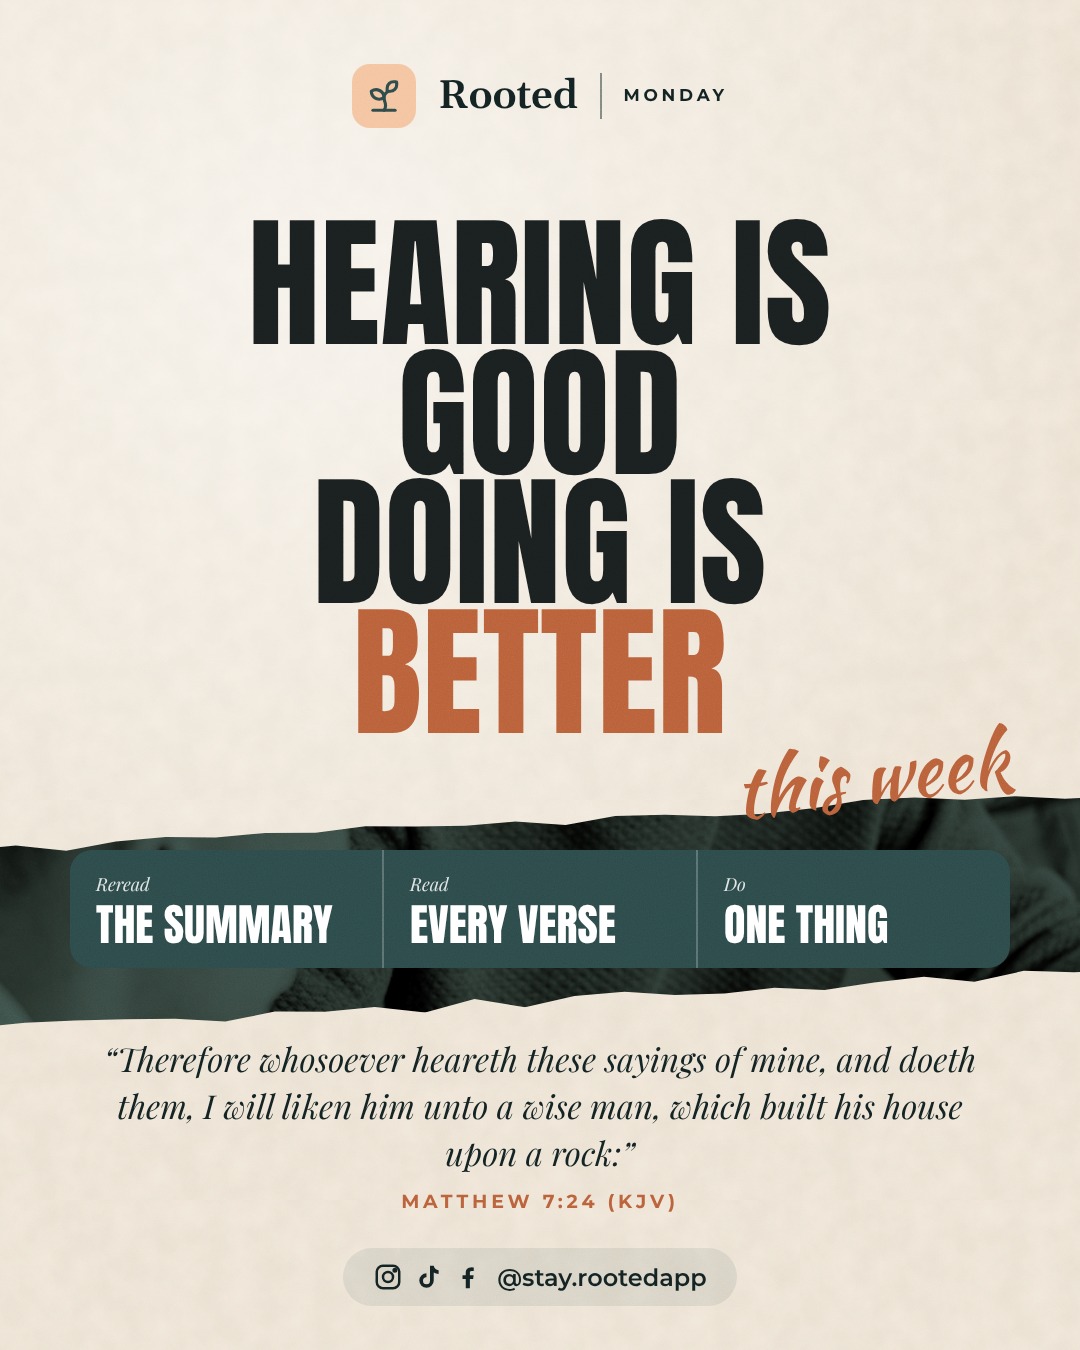 Rooted
MONDAY
HEARING IS
GOOD
DOING IS
BETTER
this week
Reread
THE SUMMARY
Read
EVERY VERSE
Do
ONE THING
“Therefore whosoever heareth these sayings of mine, and doeth
them, I will liken him unto a wise man, which built his house
upon a rock:”
MATTHEW 7:24 (KJV)
@stay.rootedapp